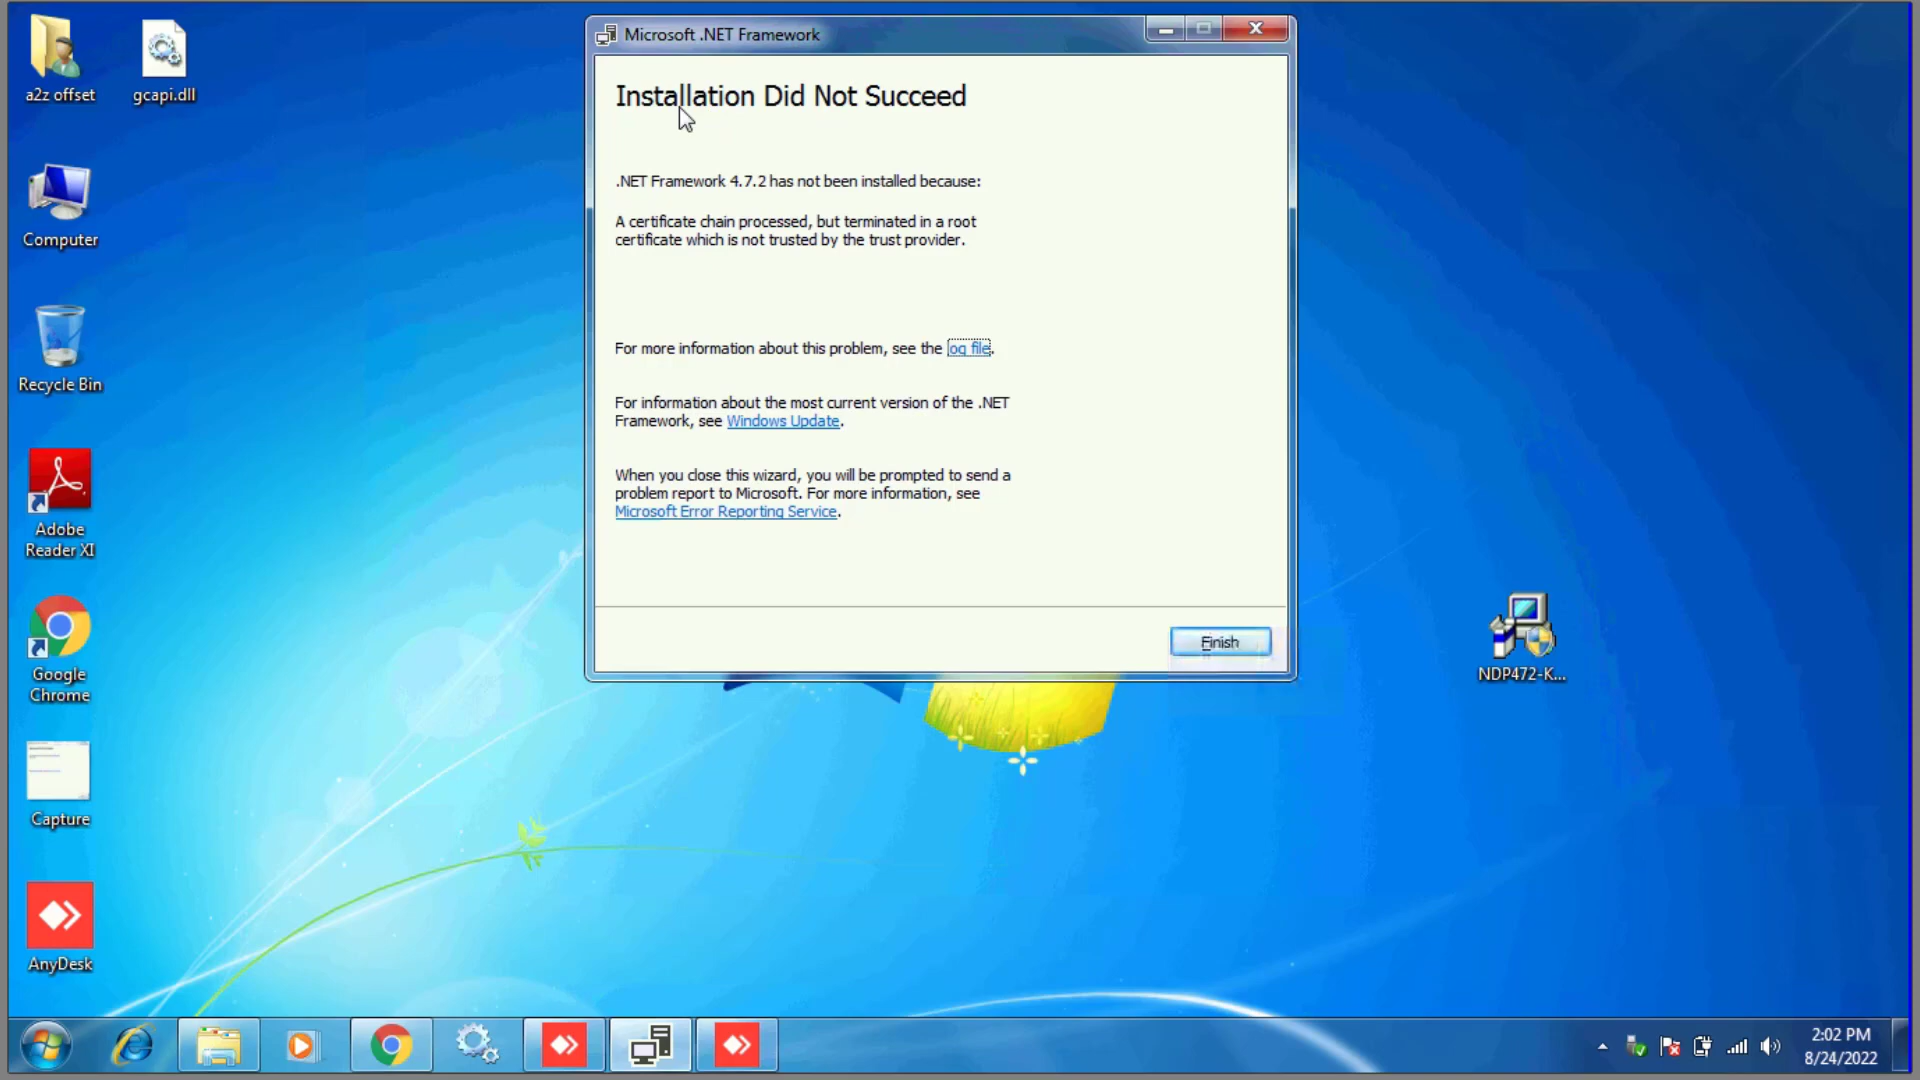 a2z offset
gcapi.dll
Computer
Recycle Bin
Adobe
Reader XI
Google
Chrome
Capture
AnyDesk
Microsoft .NET Framework
Installation Did Not Succeed
.NET Framework 4.7.2 has not been installed because:
A certificate chain processed, but terminated in a root
certificate which is not trusted by the trust provider.
For more information about this problem, see the log file.
For information about the most current version of the .NET
Framework, see Windows Update.
When you close this wizard, you will be prompted to send a
problem report to Microsoft. For more information, see
Microsoft Error Reporting Service.
Finish
NDP472-K...
2:02 PM
8/24/2022